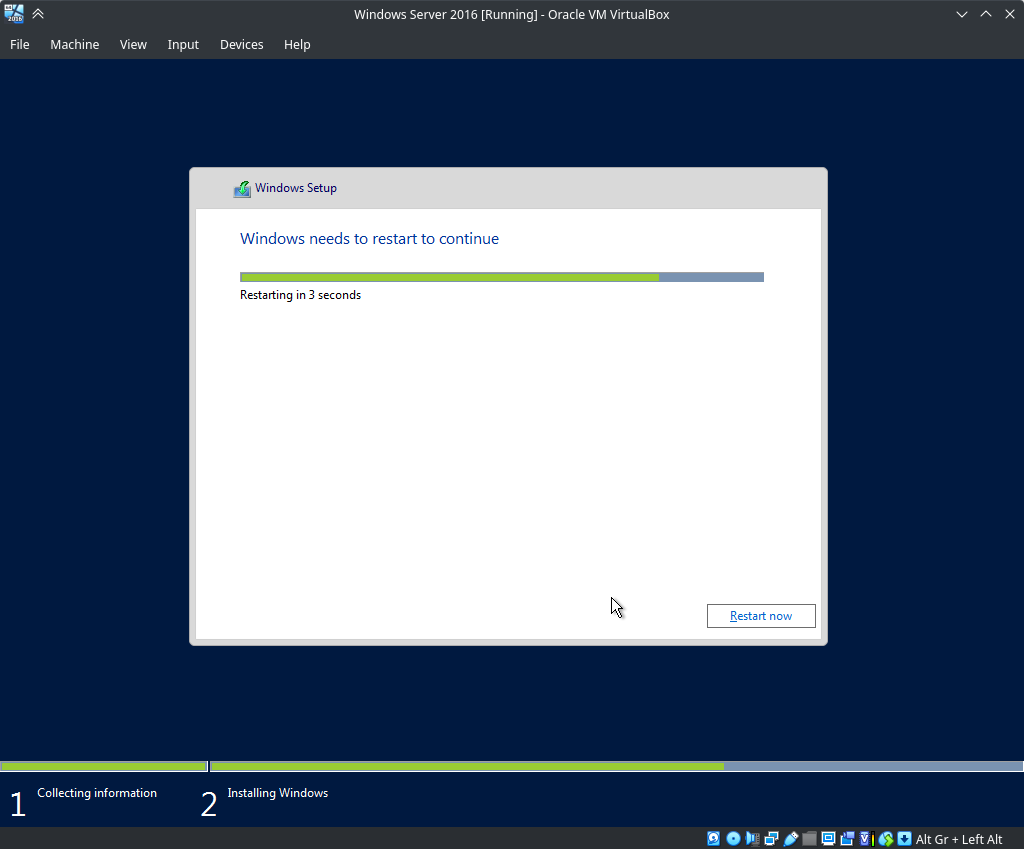 Windows Server 2016 [Running] - Oracle VM VirtualBox
File Machine View Input Devices Help
Windows Setup
Windows needs to restart to continue
Restarting in 3 seconds
Restart now
1 Collecting information 2 Installing Windows
Alt Gr + Left Alt